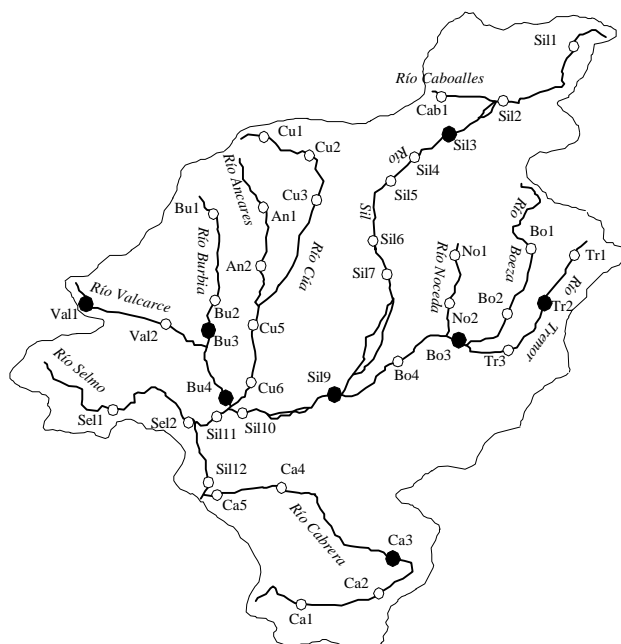 Sil1
Río Caboalles
Cab1
Sil2
Sil3
Cu1
Cu2
Río
Sil4
Río Ancares
Sil5
Cu3
Bu1
An1
Sil
Río
Bo1
Río Burbia
Río Cúa
Sil6
No1
Boeza
Tr1
An2
Sil7
Río Noceda
Río
Río Valcarce
Val1
Bu2
Bo2
Tr2
No2
Val2
Bu3
Cu5
Tremor
Bo3
Tr3
Río Selmo
Bo4
Bu4
Cu6
Sil9
Sel1
Sel2
Sil11
Sil10
Sil12
Ca4
Ca5
Río Cabrera
Ca3
Ca2
Ca1